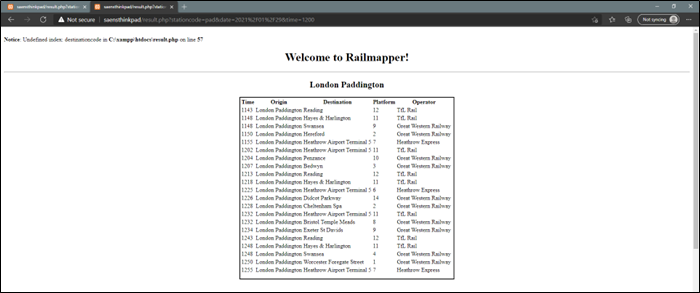 saensthinkpad/result.php?station
saensthinkpad/result.php?station
Not secure | saensthinkpad/result.php?stationcode=pad&date=2021%2F01%2F29&time=1200
Not syncing
Notice: Undefined index: destinationcode in C:\xampp\htdocs\result.php on line 57
Welcome to Railmapper!
London Paddington
Time Origin Destination Platform Operator
1143 London Paddington Reading 12 TfL Rail
1148 London Paddington Hayes & Harlington 11 TfL Rail
1148 London Paddington Swansea 9 Great Western Railway
1150 London Paddington Hereford 2 Great Western Railway
1155 London Paddington Heathrow Airport Terminal 5 7 Heathrow Express
1202 London Paddington Heathrow Airport Terminal 5 11 TfL Rail
1204 London Paddington Penzance 10 Great Western Railway
1207 London Paddington Bedwyn 3 Great Western Railway
1213 London Paddington Reading 12 TfL Rail
1218 London Paddington Hayes & Harlington 11 TfL Rail
1225 London Paddington Heathrow Airport Terminal 5 6 Heathrow Express
1226 London Paddington Didcot Parkway 14 Great Western Railway
1228 London Paddington Cheltenham Spa 2 Great Western Railway
1232 London Paddington Heathrow Airport Terminal 5 11 TfL Rail
1232 London Paddington Bristol Temple Meads 8 Great Western Railway
1234 London Paddington Exeter St Davids 9 Great Western Railway
1243 London Paddington Reading 12 TfL Rail
1248 London Paddington Hayes & Harlington 11 TfL Rail
1248 London Paddington Swansea 4 Great Western Railway
1250 London Paddington Worcester Foregate Street 1 Great Western Railway
1255 London Paddington Heathrow Airport Terminal 5 7 Heathrow Express